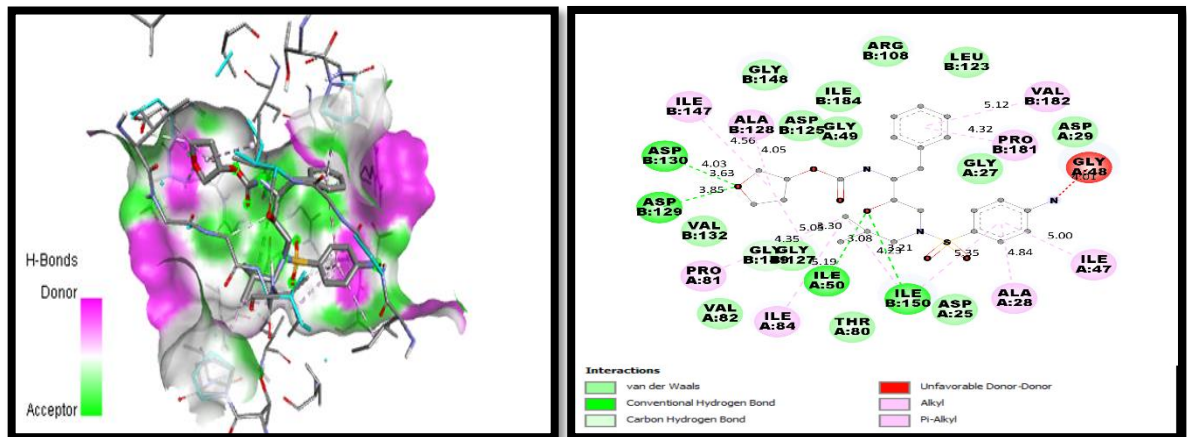 H-Bonds
Donor
Acceptor
ARG
B:108
LEU
B:123
GLY
B:148
ILE
B:184
VAL
B:182
5.12
ILE
B:147
ALA
B:128
ASP
B:125
GLY
A:49
4.56
4.05
4.32
PRO
B:181
ASP
A:29
ASP
B:130
GLY
A:27
GLY
A:48
4.01
4.03
3.63
3.85
O
N
O
N
ASP
B:129
VAL
B:132
4.35
3.08
N
S
O
O
5.00
GLY
B:127
3.21
4.23
5.35
4.84
PRO
A:81
5.19
ILE
A:50
ILE
B:150
ILE
A:47
VAL
A:82
ILE
A:84
THR
A:80
ASP
A:25
ALA
A:28
Interactions
van der Waals
Conventional Hydrogen Bond
Carbon Hydrogen Bond
Unfavorable Donor-Donor
Alkyl
Pi-Alkyl